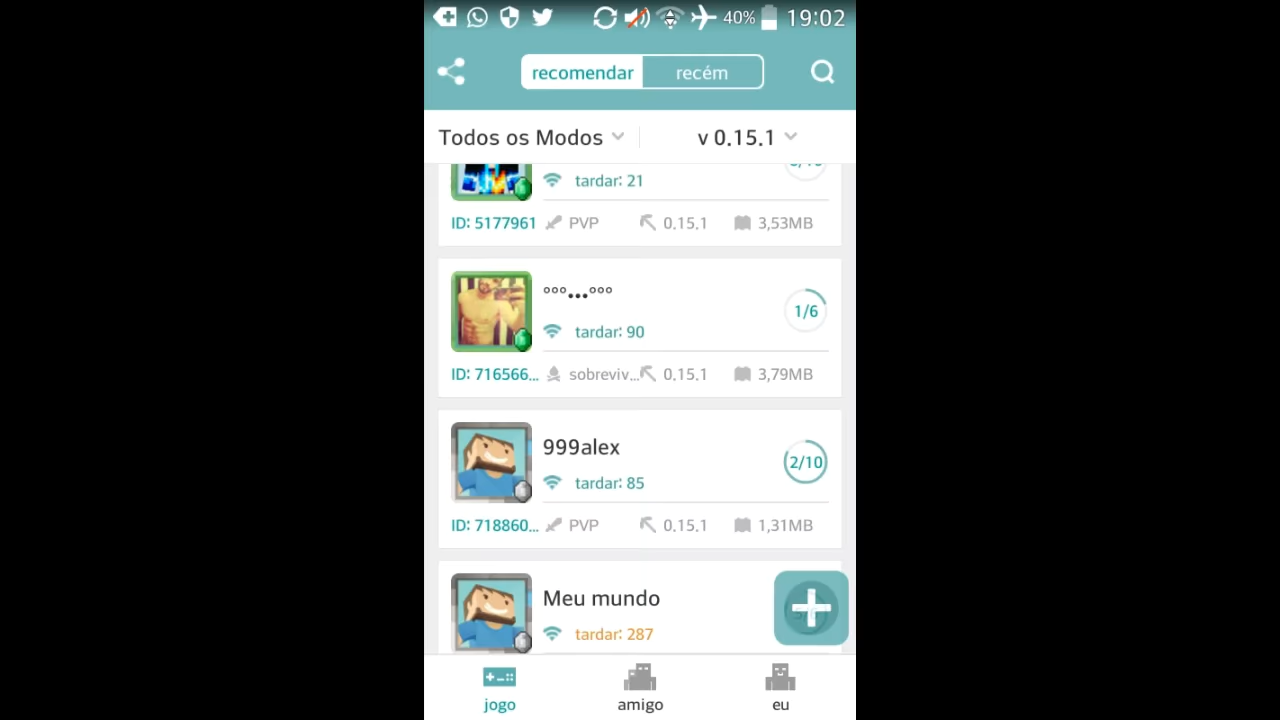 40% 19:02
recomendar recém
Todos os Modos v 0.15.1
tardar: 21
ID: 5177961 PVP 0.15.1 3,53MB
°°°...°°°
1/6
tardar: 90
ID: 716566... sobreviv... 0.15.1 3,79MB
999alex
2/10
tardar: 85
ID: 718860... PVP 0.15.1 1,31MB
Meu mundo
tardar: 287
jogo amigo eu